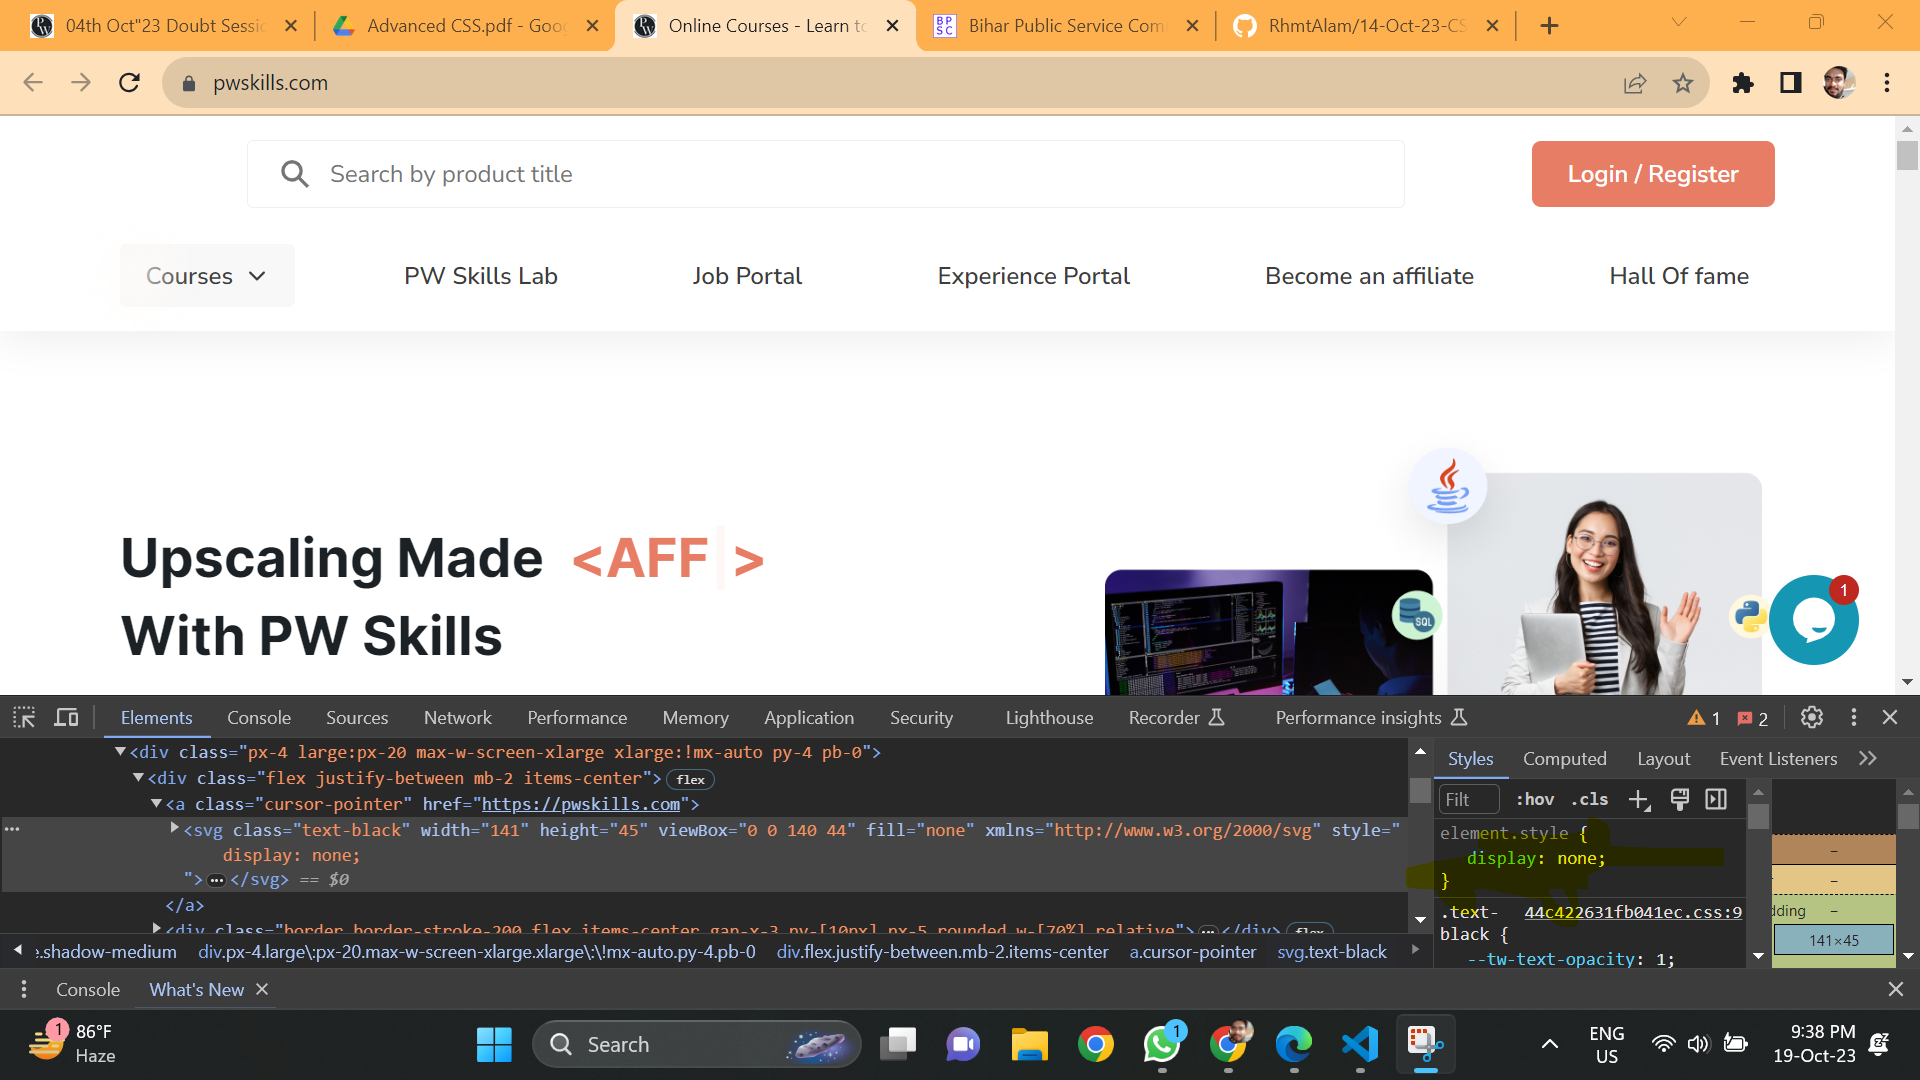 04th Oct"23 Doubt Sessic
Advanced CSS.pdf - Goog
Online Courses - Learn to
Bihar Public Service Com
RhmtAlam/14-Oct-23-CS
pwskills.com
Search by product title
Login / Register
Courses
PW Skills Lab
Job Portal
Experience Portal
Become an affiliate
Hall Of fame
Upscaling Made <AFF >
With PW Skills
SQL
1
Elements
Console
Sources
Network
Performance
Memory
Application
Security
Lighthouse
Recorder
Performance insights
1
2
<div class="px-4 large:px-20 max-w-screen-xlarge xlarge:!mx-auto py-4 pb-0">
<div class="flex justify-between mb-2 items-center"> flex
<a class="cursor-pointer" href="https://pwskills.com">
<svg class="text-black" width="141" height="45" viewBox="0 0 140 44" fill="none" xmlns="http://www.w3.org/2000/svg" style="
display: none;
">…</svg> == $0
</a>
<div class="border border-stroke-200 flex items-center gap-x-3 py-[10px] px-5 rounded w-[70%] relative">…</div> flex
e.shadow-medium
div.px-4.large\:px-20.max-w-screen-xlarge.xlarge\:\!mx-auto.py-4.pb-0
div.flex.justify-between.mb-2.items-center
a.cursor-pointer
svg.text-black
Styles
Computed
Layout
Event Listeners
Filt
:hov
.cls
element.style {
display: none;
}
.text- 44c422631fb041ec.css:9
black {
--tw-text-opacity: 1;
dding
141×45
Console
What's New
1
86°F
Haze
Search
1
ENG
US
9:38 PM
19-Oct-23